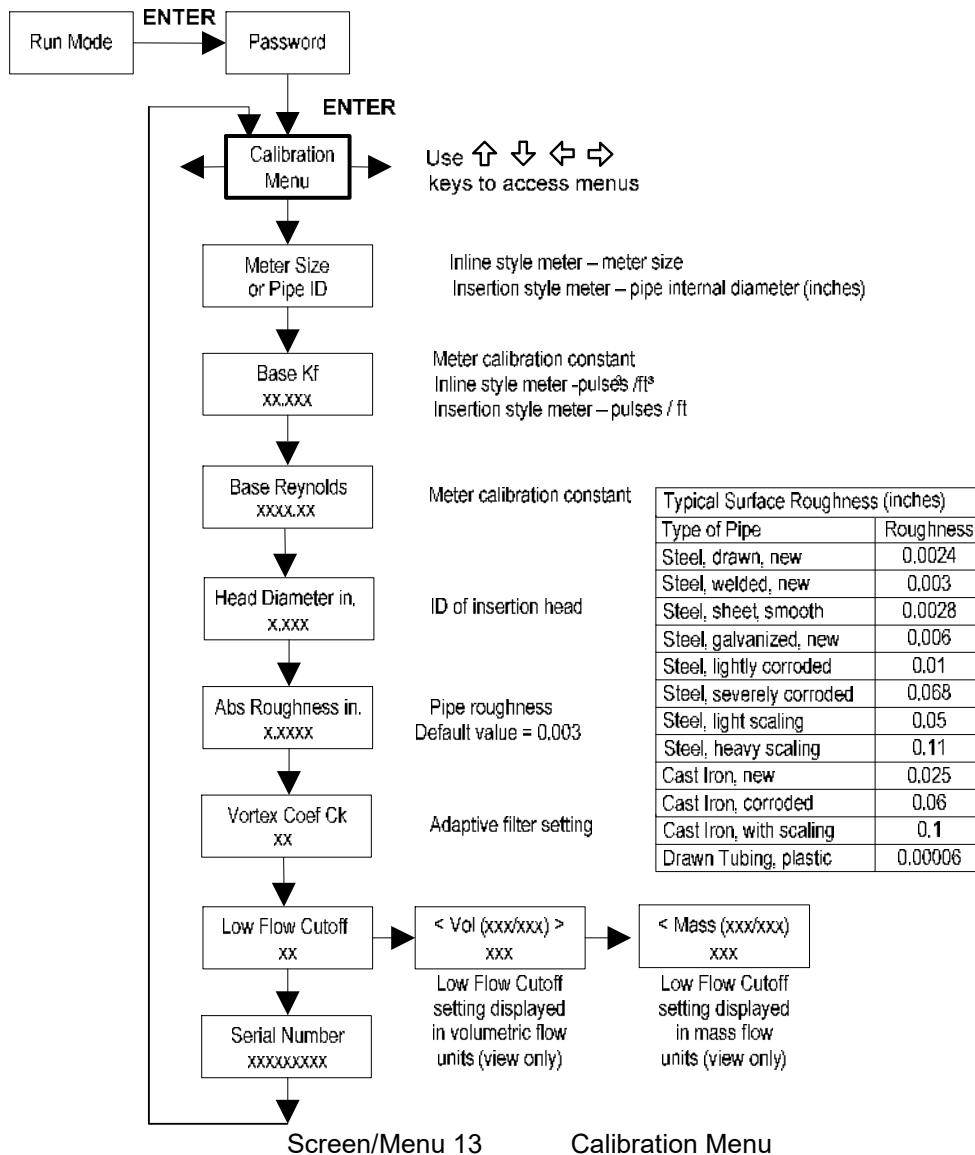 ENTER
Run Mode
Password
ENTER
Calibration
Menu
Use ⇧ ⇩ ⇦ ⇨
keys to access menus
Meter Size
or Pipe ID
Inline style meter – meter size
Insertion style meter – pipe internal diameter (inches)
Base Kf
xx.xxx
Meter calibration constant
Inline style meter -pulses /ft³
Insertion style meter – pulses / ft
Base Reynolds
xxxx.xx
Meter calibration constant
Head Diameter in.
x.xxx
ID of insertion head
Abs Roughness in.
x.xxxx
Pipe roughness
Default value = 0.003
Vortex Coef Ck
xx
Adaptive filter setting
Typical Surface Roughness (inches)
Type of Pipe Roughness
Steel, drawn, new 0.0024
Steel, welded, new 0.003
Steel, sheet, smooth 0.0028
Steel, galvanized, new 0.006
Steel, lightly corroded 0.01
Steel, severely corroded 0.068
Steel, light scaling 0.05
Steel, heavy scaling 0.11
Cast Iron, new 0.025
Cast Iron, corroded 0.06
Cast Iron, with scaling 0.1
Drawn Tubing, plastic 0.00006
Low Flow Cutoff
xx
< Vol (xxx/xxx) >
xxx
< Mass (xxx/xxx)
xxx
Low Flow Cutoff
setting displayed
in volumetric flow
units (view only)
Low Flow Cutoff
setting displayed
in mass flow
units (view only)
Serial Number
xxxxxxxxx
Screen/Menu 13 Calibration Menu